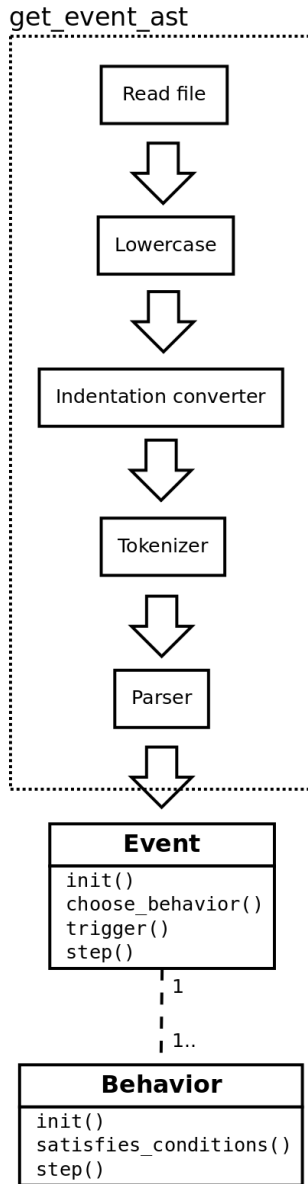 get_event_ast
Read file
Lowercase
Indentation converter
Tokenizer
Parser
Event
init()
choose_behavior()
trigger()
step()
1
1..
Behavior
init()
satisfies_conditions()
step()